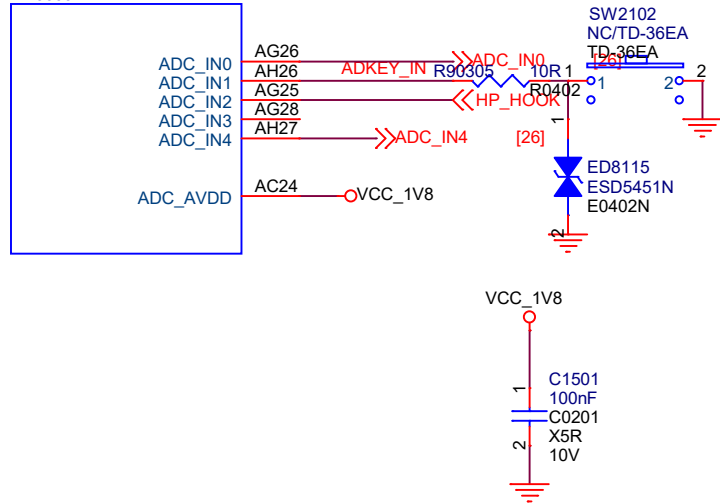 SW2102
NC/TD-36EA
TD-36EA
[26]
ADC_IN0 AG26 ADC_IN0
ADC_IN1 AH26 ADKEY_IN R90305 10R 1 1 2 2
R0402
ADC_IN2 AG25 HP_HOOK
ADC_IN3 AG28
ADC_IN4 AH27 ADC_IN4 [26] 1
ED8115
ESD5451N
E0402N
ADC_AVDD AC24 VCC_1V8
2
VCC_1V8
1
C1501
100nF
C0201
X5R
10V
2